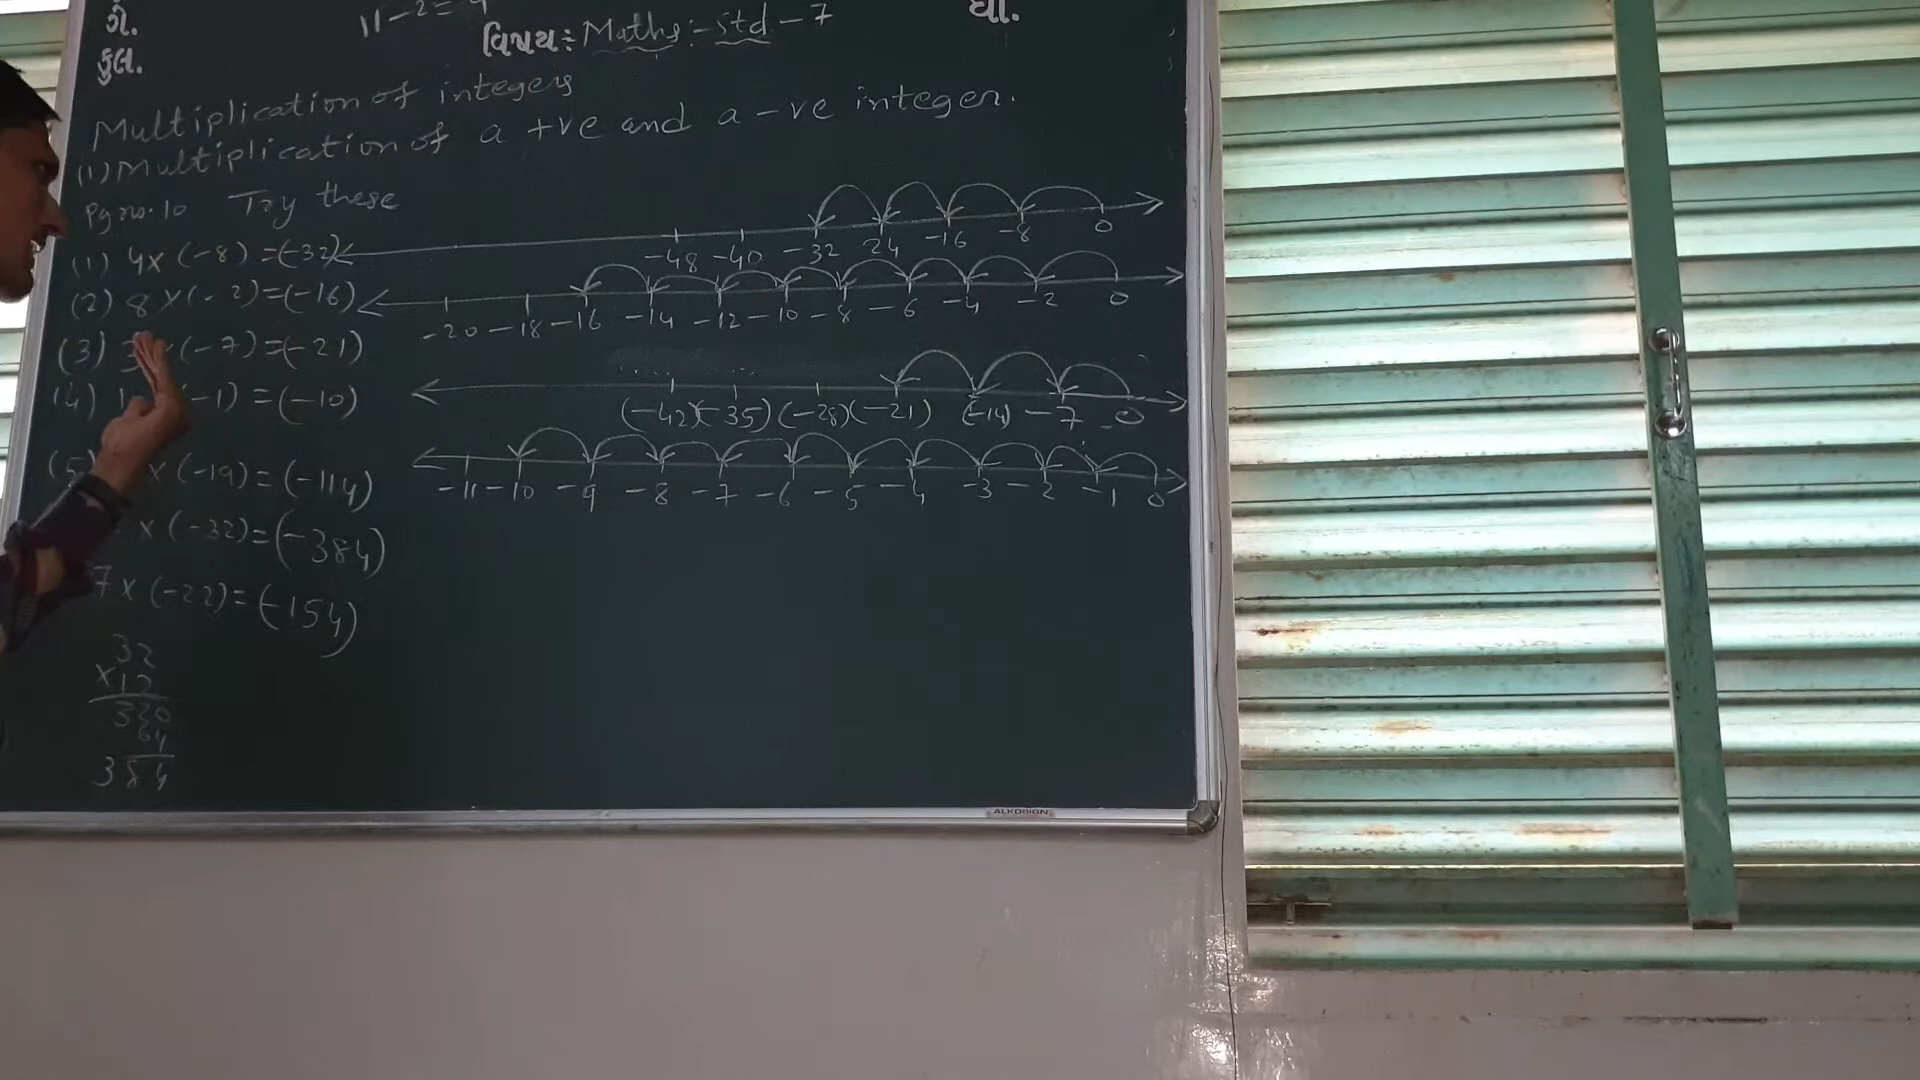 ગે.
11-2=9
વિષય:- Maths:- Std-7
ઘો.
કુલ.
Multiplication of integers
(1) Multiplication of a +ve and a -ve integer.
Pg no. 10 Try these
(1) 4x (-8) =(-32)
-48 -40 -32 24 -16 -8 0
(2) 8 x(-2)=(-16)
-20 -18 -16 -14 -12 -10 -8 -6 -4 -2 0
(3) 3 x (-7)=(-21)
(-42)(-35) (-28)(-21) (-14) -7 0
(4) 1 (-1) = (-10)
-11 -10 -9 -8 -7 -6 -5 -4 -3 -2 -1 0
(5) x (-19) = (-114)
x (-32)=(-384)
7 x (-22)=(-154)
32
x12
320
64
384
ALKOSIGN